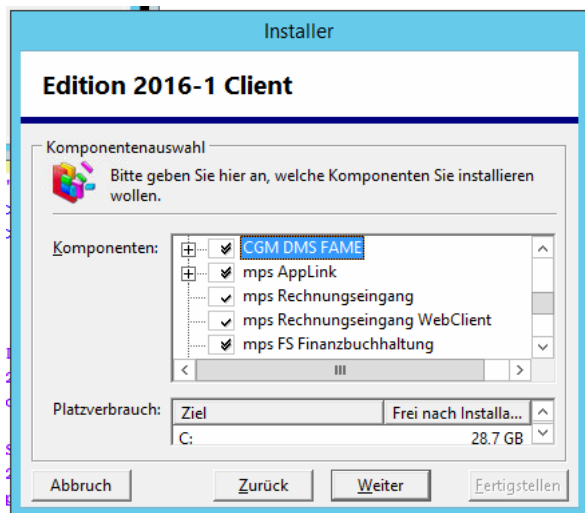 Installer
Edition 2016-1 Client
Komponentenauswahl
Bitte geben Sie hier an, welche Komponenten Sie installieren
wollen.
Komponenten:
CGM DMS FAME
mps AppLink
mps Rechnungseingang
mps Rechnungseingang WebClient
mps FS Finanzbuchhaltung
Platzverbrauch:
Ziel Frei nach Installa...
C: 28.7 GB
Abbruch Zurück Weiter Fertigstellen